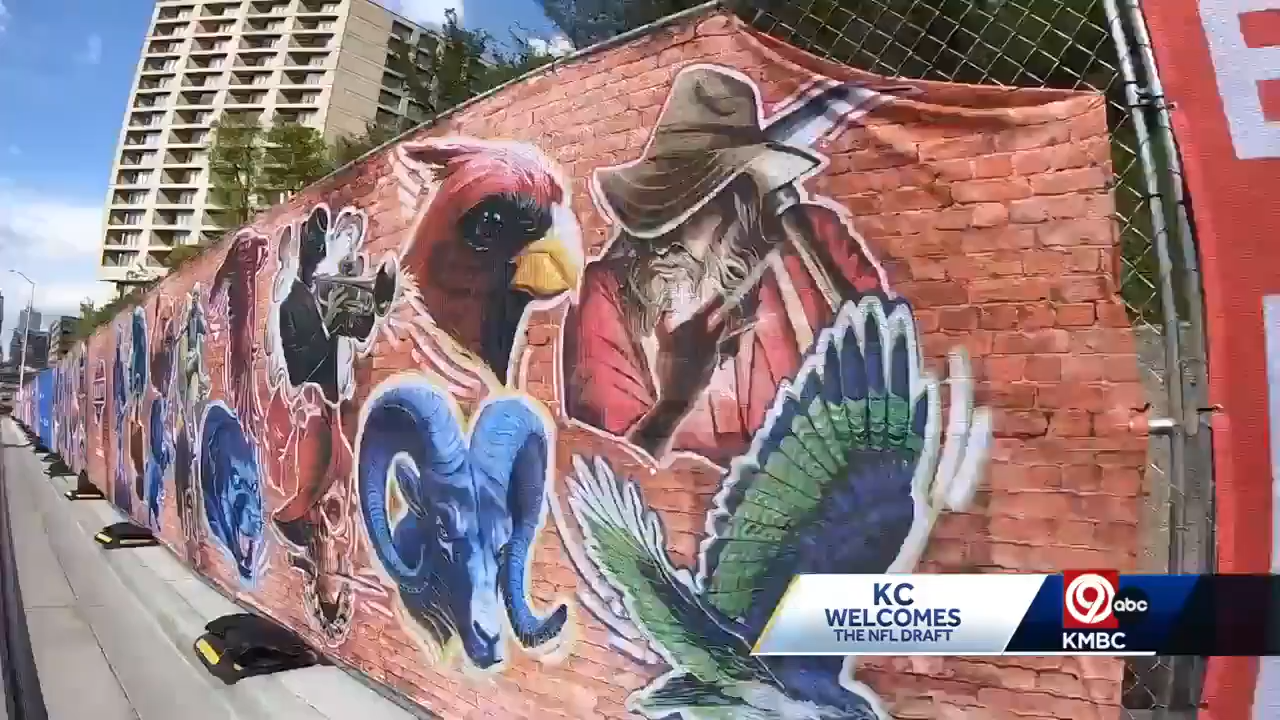 KC
WELCOMES
THE NFL DRAFT
9
abc
KMBC